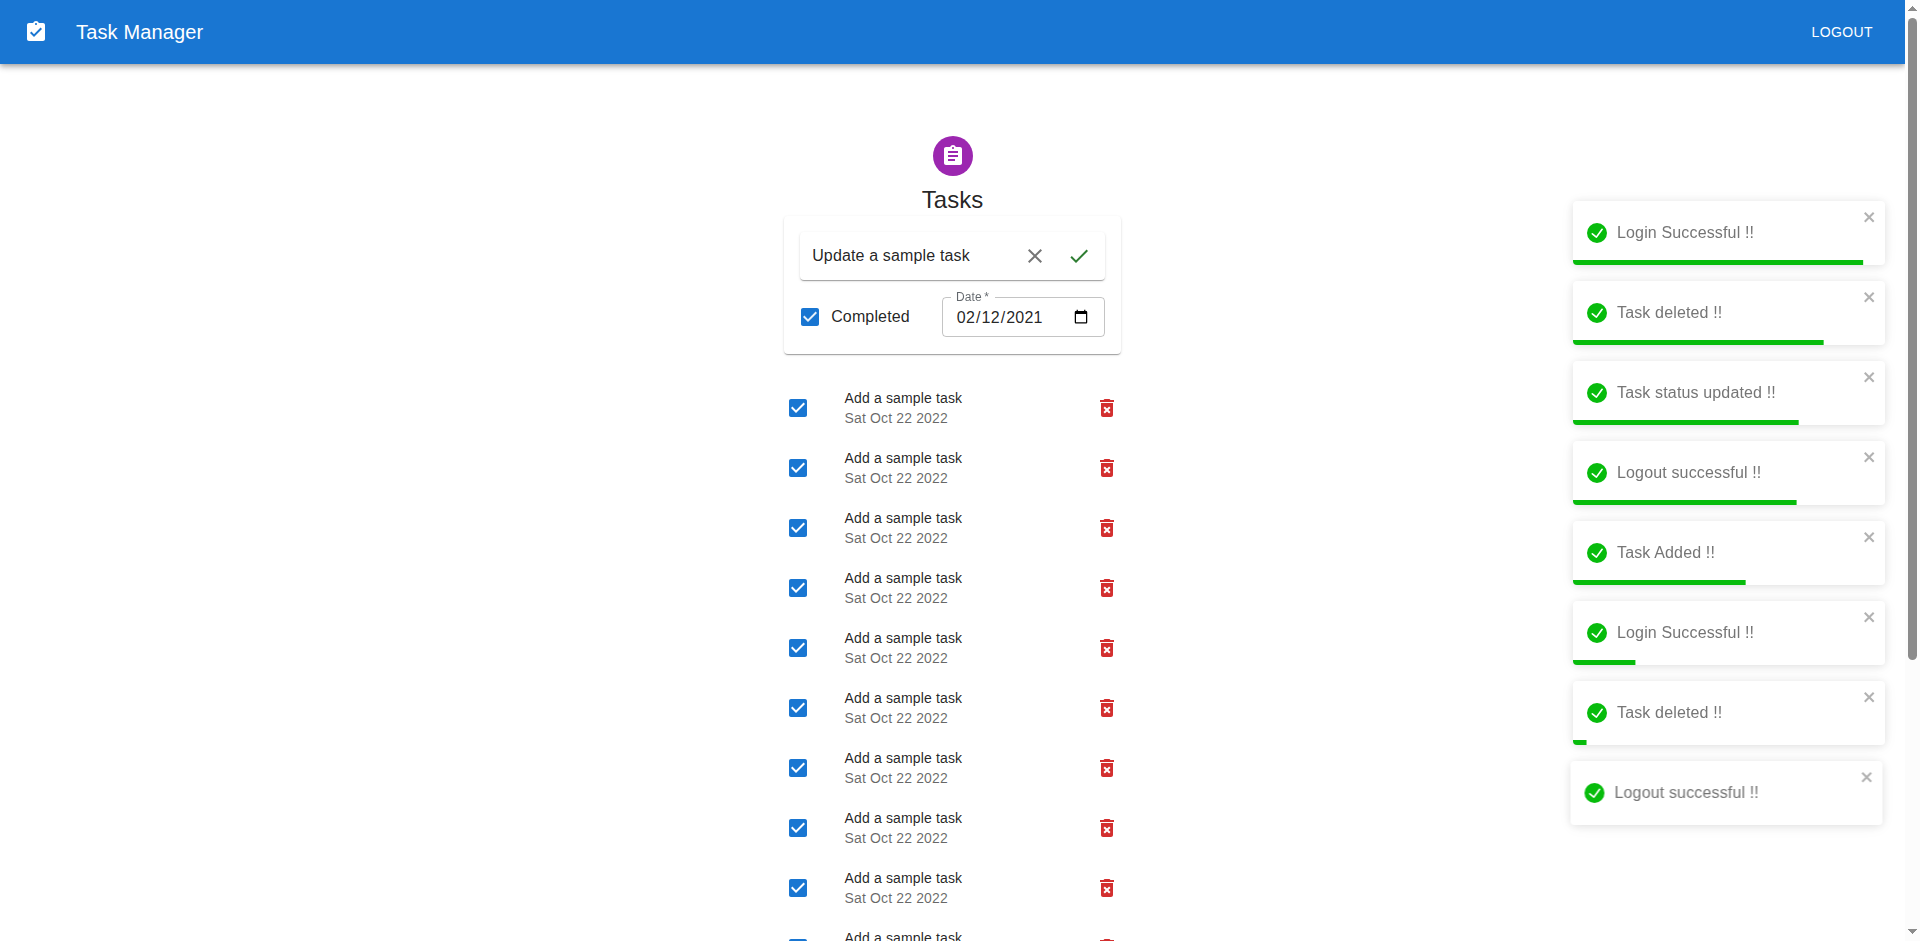 Task Manager
LOGOUT
Tasks
Update a sample task
Completed
Date *
02/12/2021
Add a sample task
Sat Oct 22 2022
Add a sample task
Sat Oct 22 2022
Add a sample task
Sat Oct 22 2022
Add a sample task
Sat Oct 22 2022
Add a sample task
Sat Oct 22 2022
Add a sample task
Sat Oct 22 2022
Add a sample task
Sat Oct 22 2022
Add a sample task
Sat Oct 22 2022
Add a sample task
Sat Oct 22 2022
Add a sample task
Login Successful !!
Task deleted !!
Task status updated !!
Logout successful !!
Task Added !!
Login Successful !!
Task deleted !!
Logout successful !!